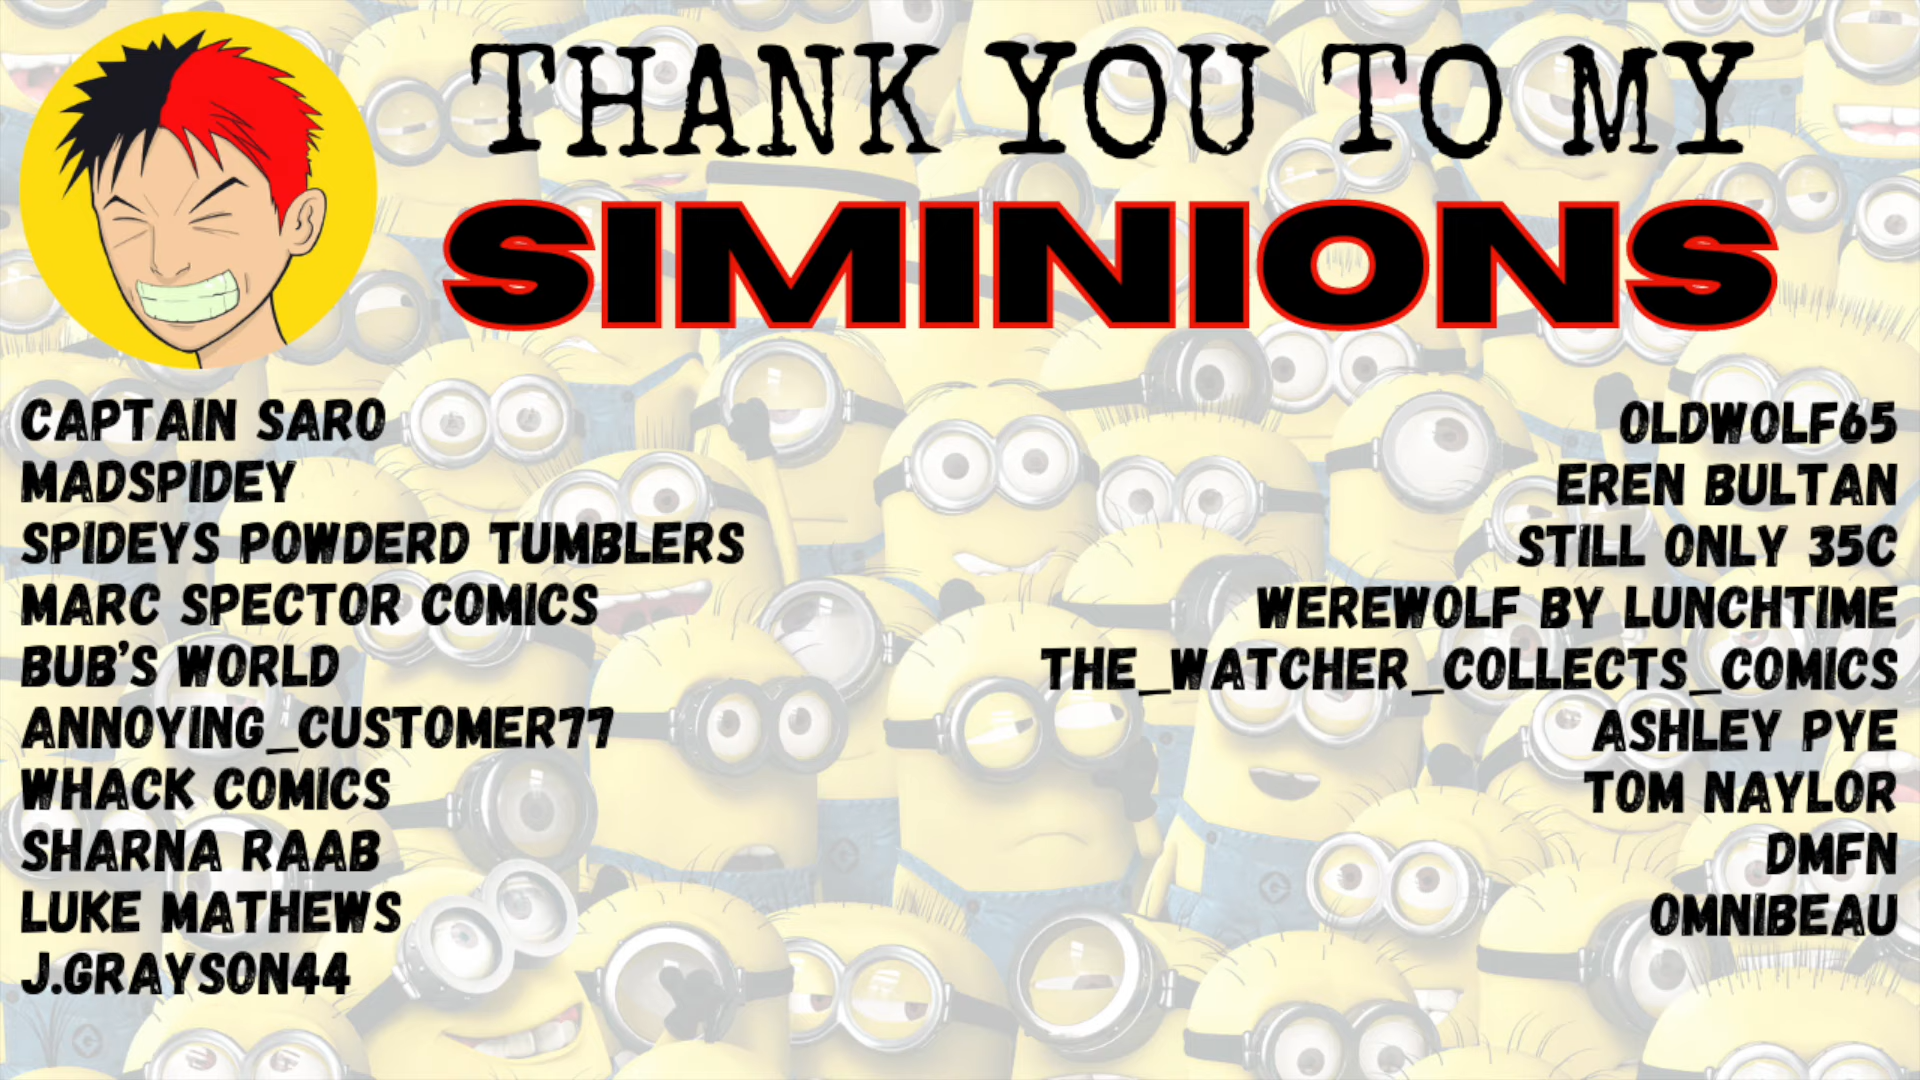 THANK YOU TO MY
SIMINIONS
CAPTAIN SARO
MADSPIDEY
SPIDEYS POWDERD TUMBLERS
MARC SPECTOR COMICS
BUB'S WORLD
ANNOYING_CUSTOMER77
WHACK COMICS
SHARNA RAAB
LUKE MATHEWS
J.GRAYSON44
OLDWOLF65
EREN BULTAN
STILL ONLY 35C
WEREWOLF BY LUNCHTIME
THE_WATCHER_COLLECTS_COMICS
ASHLEY PYE
TOM NAYLOR
DMFN
OMNIBEAU